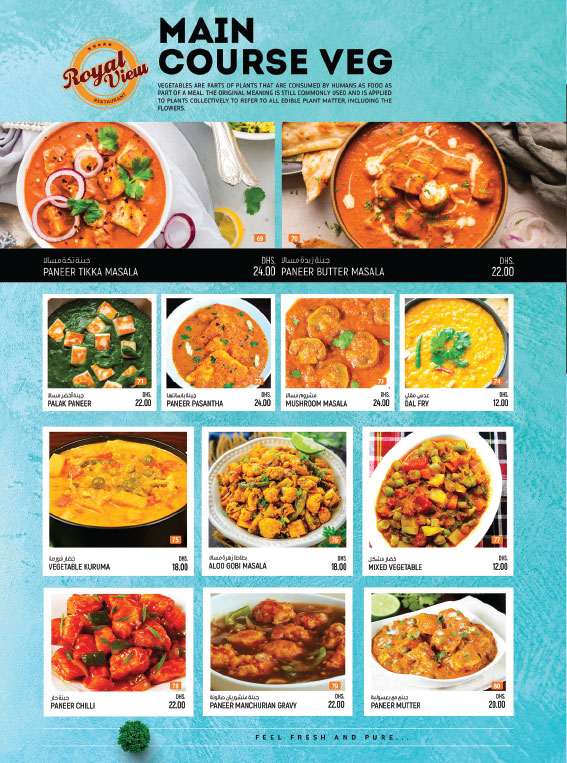 MAIN
COURSE VEG
Royal
View
RESTAURANT
VEGETABLES ARE PARTS OF PLANTS THAT ARE CONSUMED BY HUMANS AS FOOD AS
PART OF A MEAL. THE ORIGINAL MEANING IS STILL COMMONLY USED AND IS APPLIED
TO PLANTS COLLECTIVELY TO REFER TO ALL EDIBLE PLANT MATTER, INCLUDING THE
FLOWERS.
69
جبنة تكة مسالا
DHS.
PANEER TIKKA MASALA
24.00
70
جبنة زبدة مسالا
DHS.
PANEER BUTTER MASALA
22.00
71
جبنة أخضر مسالا
DHS.
PALAK PANEER
22.00
72
جبنة باساتها
DHS.
PANEER PASANTHA
24.00
73
مشروم مسالا
DHS.
MUSHROOM MASALA
24.00
74
عدس مقلي
DHS.
DAL FRY
12.00
75
خضار قورمة
DHS.
VEGETABLE KURUMA
18.00
76
بطاطا زهرة مسالا
DHS.
ALOO GOBI MASALA
18.00
77
خضار مشكل
DHS.
MIXED VEGETABLE
12.00
78
جبنة حار
DHS.
PANEER CHILLI
22.00
79
جبنة منشوريان صالونة
DHS.
PANEER MANCHURIAN GRAVY
22.00
80
DHS.
PANEER MUTTER
20.00
FEEL FRESH AND PURE...